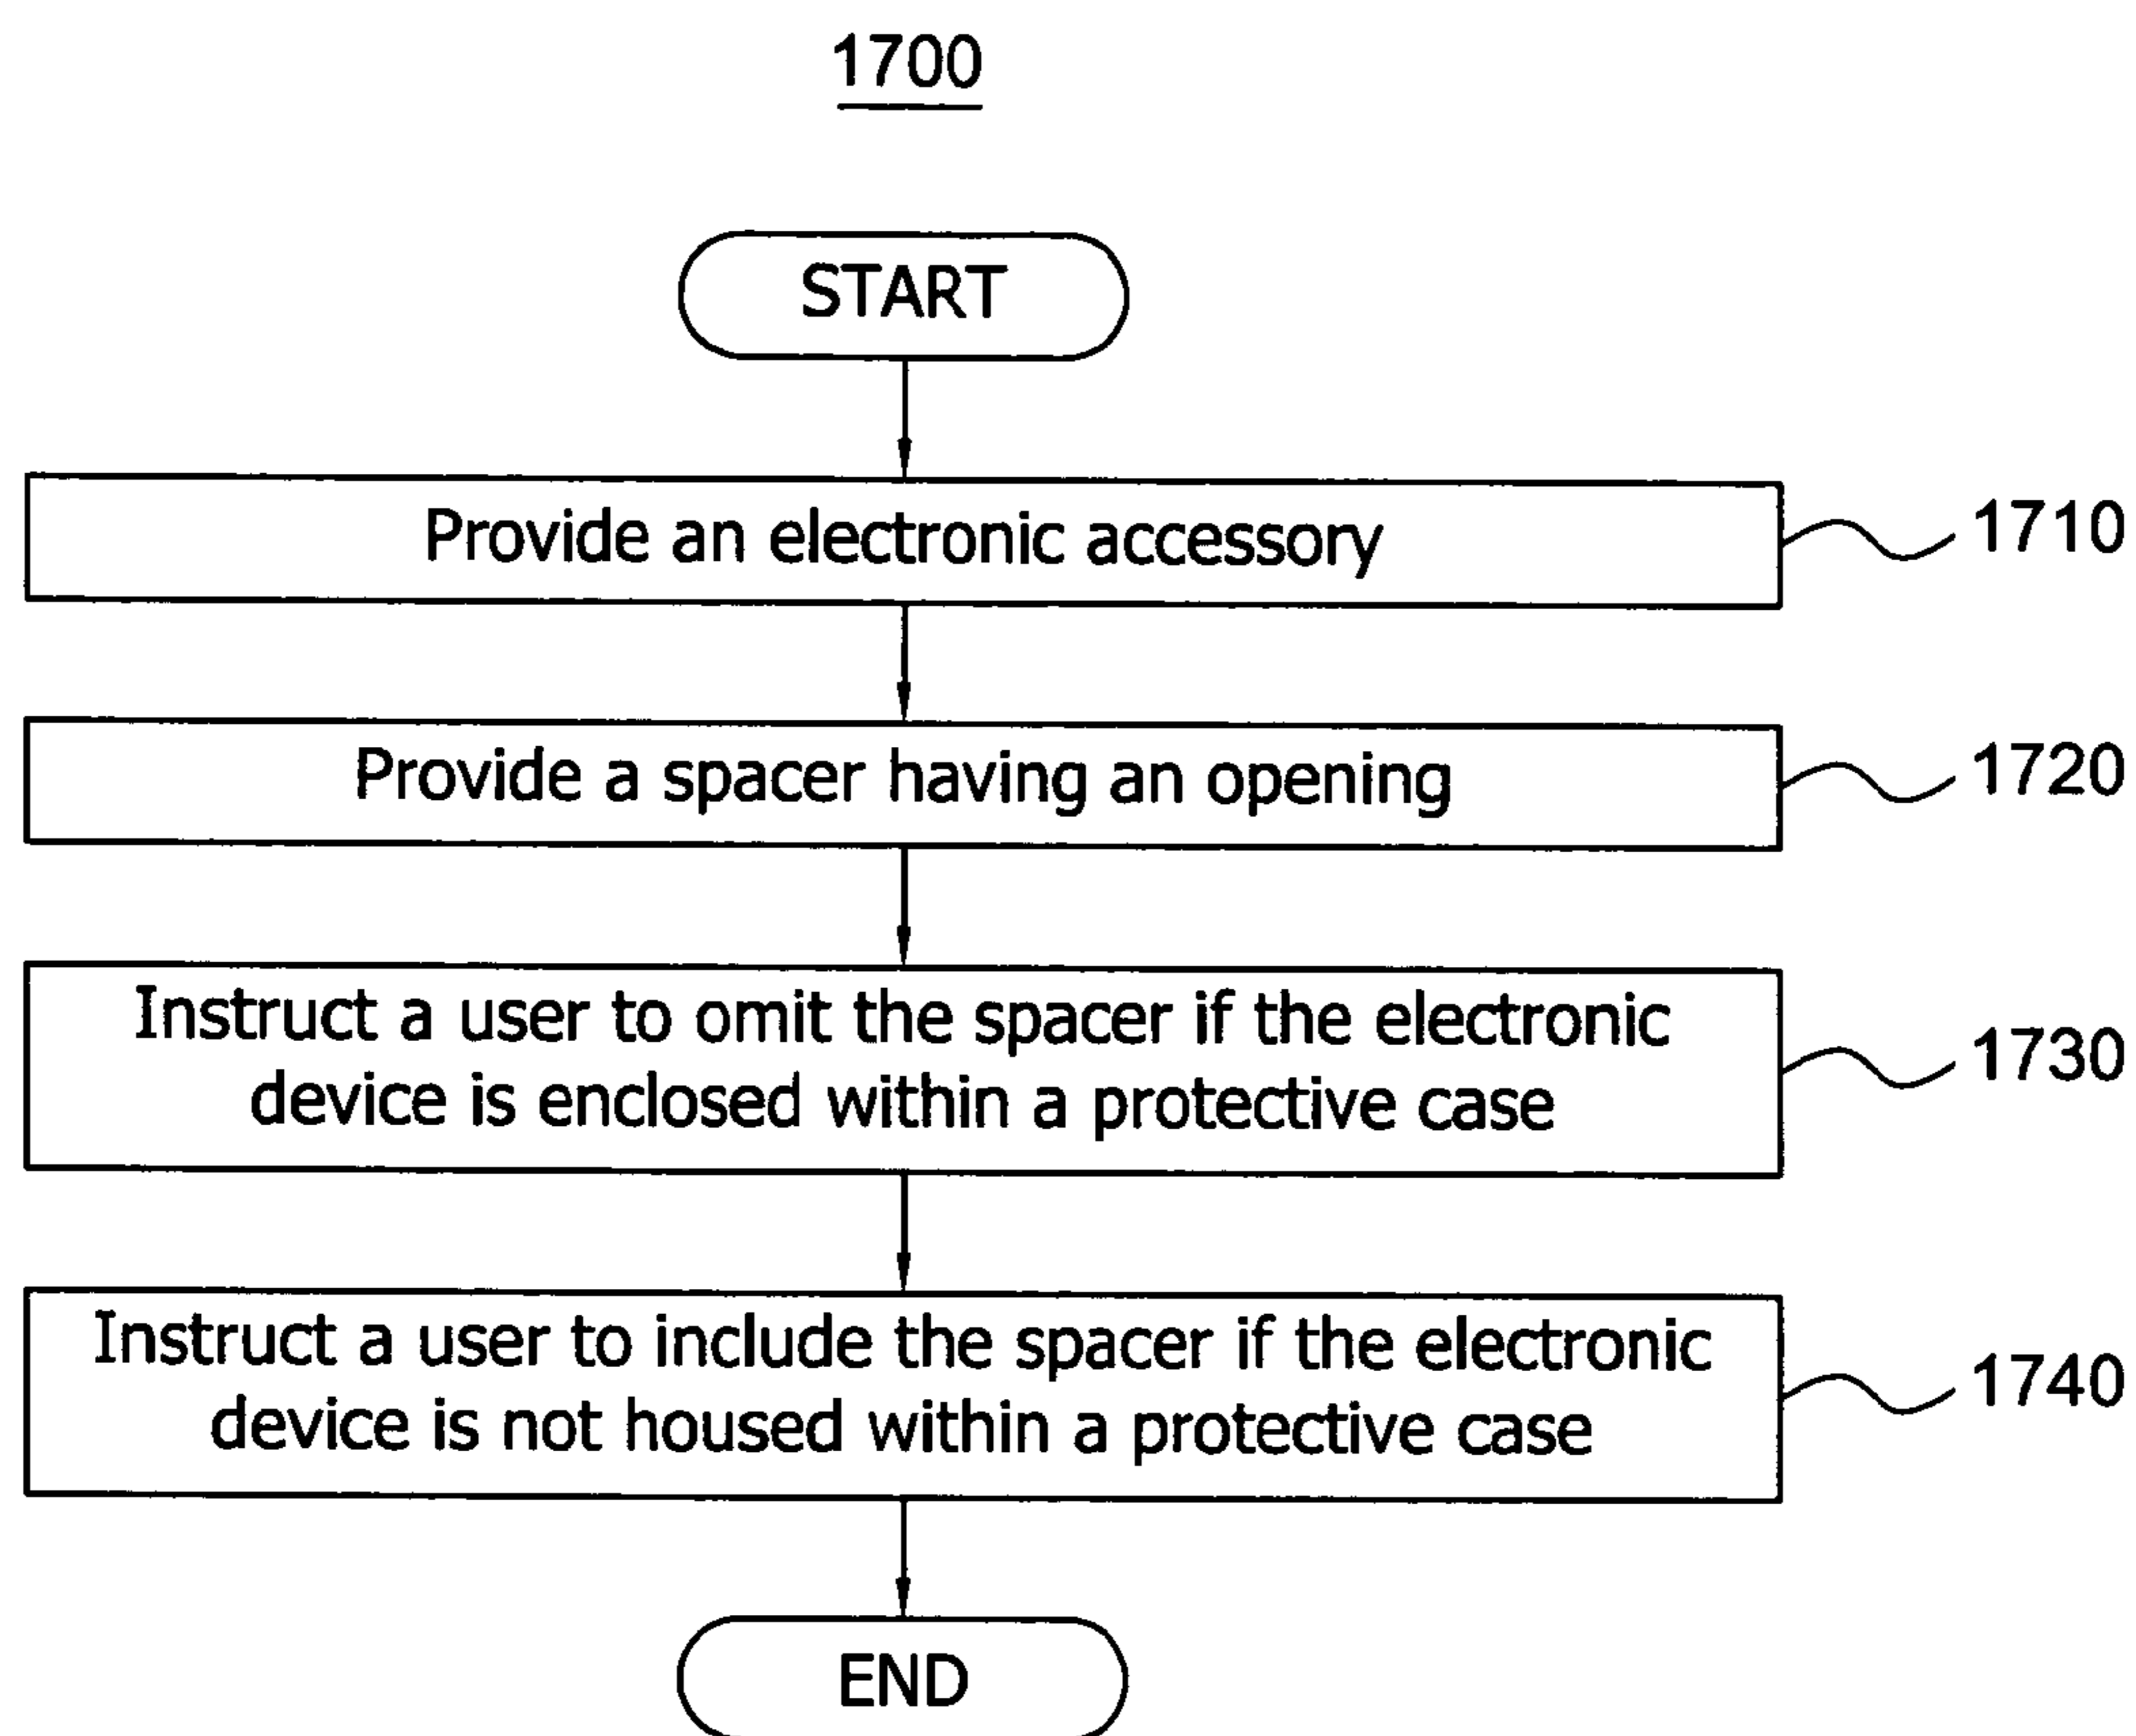 1700
START
Provide an electronic accessory
1710
Provide a spacer having an opening
1720
Instruct a user to omit the spacer if the electronic
device is enclosed within a protective case
1730
Instruct a user to include the spacer if the electronic
device is not housed within a protective case
1740
END